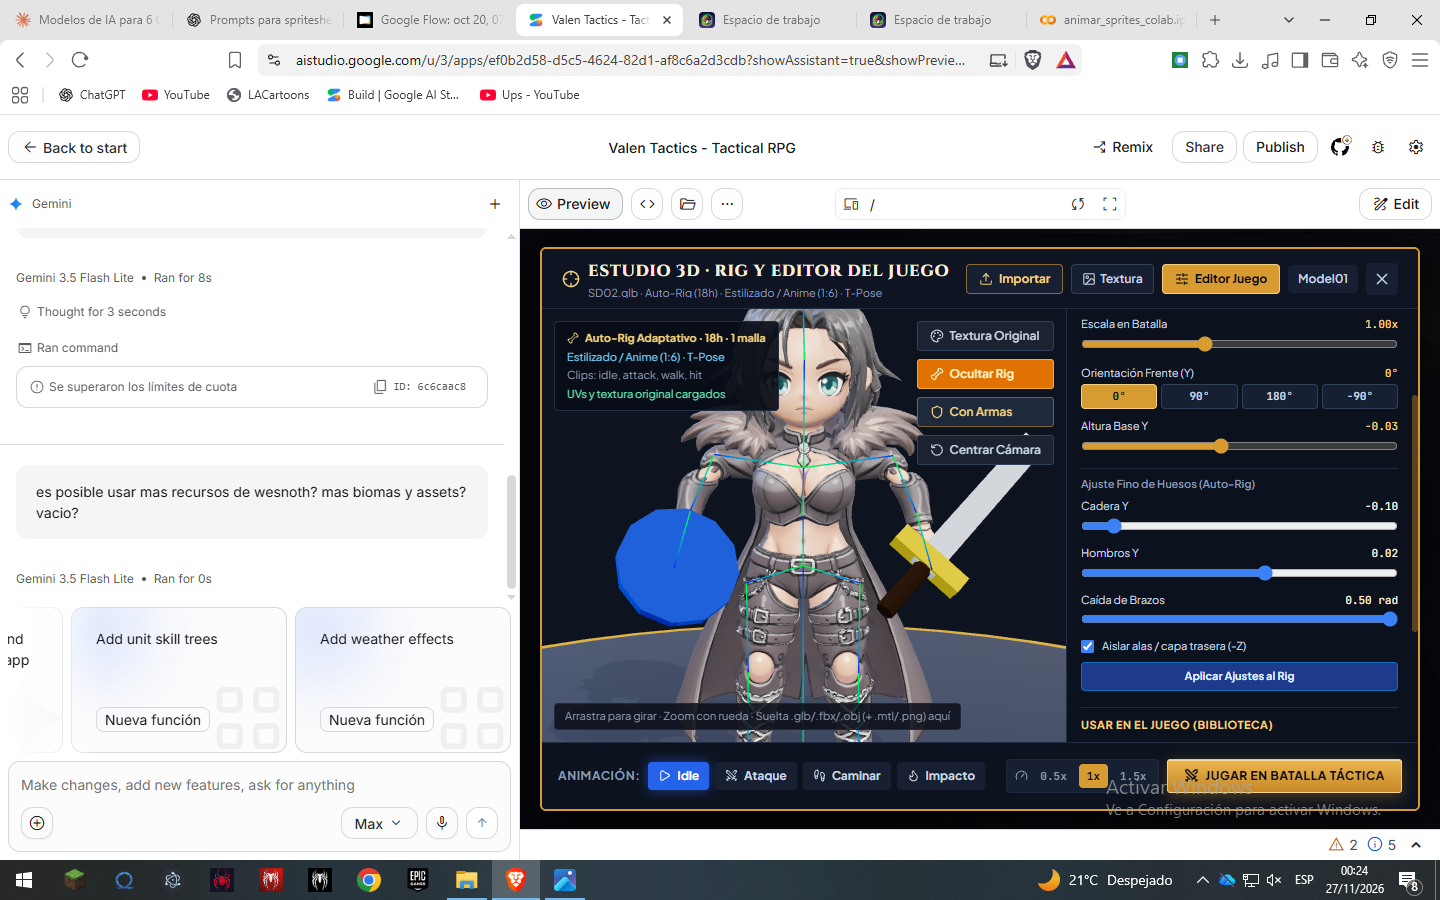 Modelos de IA para 6 G
Prompts para spriteshe
Google Flow: oct 20, 07
Valen Tactics - Tact
Espacio de trabajo
Espacio de trabajo
animar_sprites_colab.ip
aistudio.google.com/u/3/apps/ef0b2d58-d5c5-4624-82d1-af8c6a2d3cdb?showAssistant=true&showPrevie...
ChatGPT
YouTube
LACartoons
Build | Google AI St...
Ups - YouTube
Back to start
Valen Tactics - Tactical RPG
Remix
Share
Publish
Gemini
Preview
/
Edit
Gemini 3.5 Flash Lite • Ran for 8s
Thought for 3 seconds
Ran command
Se superaron los límites de cuota
ID: 6c6caac8
es posible usar mas recursos de wesnoth? mas biomas y assets?
vacio?
Gemini 3.5 Flash Lite • Ran for 0s
nd
app
Add unit skill trees
Nueva función
Add weather effects
Nueva función
Make changes, add new features, ask for anything
Max
ESTUDIO 3D · RIG Y EDITOR DEL JUEGO
SD02.glb · Auto-Rig (18h) · Estilizado / Anime (1:6) · T-Pose
Importar
Textura
Editor Juego
Model01
Auto-Rig Adaptativo · 18h · 1 malla
Estilizado / Anime (1:6) · T-Pose
Clips: idle, attack, walk, hit
UVs y textura original cargados
Textura Original
Ocultar Rig
Con Armas
Centrar Cámara
Arrastra para girar · Zoom con rueda · Suelta .glb/.fbx/.obj (+ .mtl/.png) aquí
Escala en Batalla
1.00x
Orientación Frente (Y)
0°
0°
90°
180°
-90°
Altura Base Y
-0.03
Ajuste Fino de Huesos (Auto-Rig)
Cadera Y
-0.10
Hombros Y
0.02
Caída de Brazos
0.50 rad
Aislar alas / capa trasera (-Z)
Aplicar Ajustes al Rig
USAR EN EL JUEGO (BIBLIOTECA)
ANIMACIÓN:
Idle
Ataque
Caminar
Impacto
0.5x
1x
1.5x
JUGAR EN BATALLA TÁCTICA
Activar Windows
Ve a Configuración para activar Windows.
2
5
EPIC
GAMES
21°C Despejado
ESP
00:24
27/11/2026
8